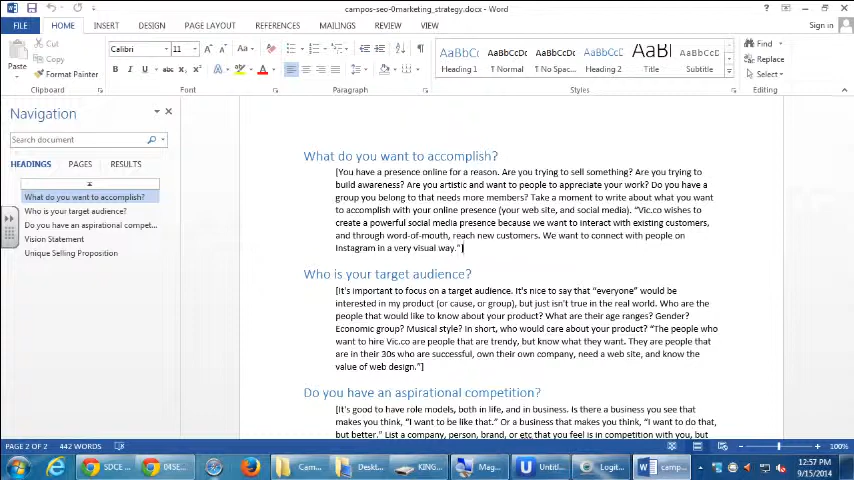 campos-seo-0marketing_strategy.docx - Word
FILE HOME INSERT DESIGN PAGE LAYOUT REFERENCES MAILINGS REVIEW VIEW Sign in
Paste Cut Copy Format Painter
Calibri 11
AaBbC AaBbCcDc AaBbCcDc AaBbCcD AaBI AaBbCcD
Heading 1 T Normal T No Spac... Heading 2 Title Subtitle
Find Replace Select
Clipboard Font Paragraph Styles Editing
Navigation
Search document
HEADINGS PAGES RESULTS
What do you want to accomplish?
Who is your target audience?
Do you have an aspirational compet...
Vision Statement
Unique Selling Proposition
What do you want to accomplish?
[You have a presence online for a reason. Are you trying to sell something? Are you trying to
build awareness? Are you artistic and want to people to appreciate your work? Do you have a
group you belong to that needs more members? Take a moment to write about what you want
to accomplish with your online presence (your web site, and social media). “Vic.co wishes to
create a powerful social media presence because we want to interact with existing customers,
and through word-of-mouth, reach new customers. We want to connect with people on
Instagram in a very visual way.”]
Who is your target audience?
[It's important to focus on a target audience. It's nice to say that “everyone” would be
interested in my product (or cause, or group), but just isn't true in the real world. Who are the
people that would like to know about your product? What are their age ranges? Gender?
Economic group? Musical style? In short, who would care about your product? “The people who
want to hire Vic.co are people that are trendy, but know what they want. They are people that
are in their 30s who are successful, own their own company, need a web site, and know the
value of web design.”]
Do you have an aspirational competition?
[It's good to have role models, both in life, and in business. Is there a business you see that
makes you think, “I want to be like that.” Or a business that makes you think, “I want to do that,
but better.” List a company, person, brand, or etc that you feel is in competition with you, but
PAGE 2 OF 2 442 WORDS 100%
SDCE ... 04SE... Cam... Deskt... KING... Mag... Untitl... Logit... camp...
12:57 PM
9/15/2014